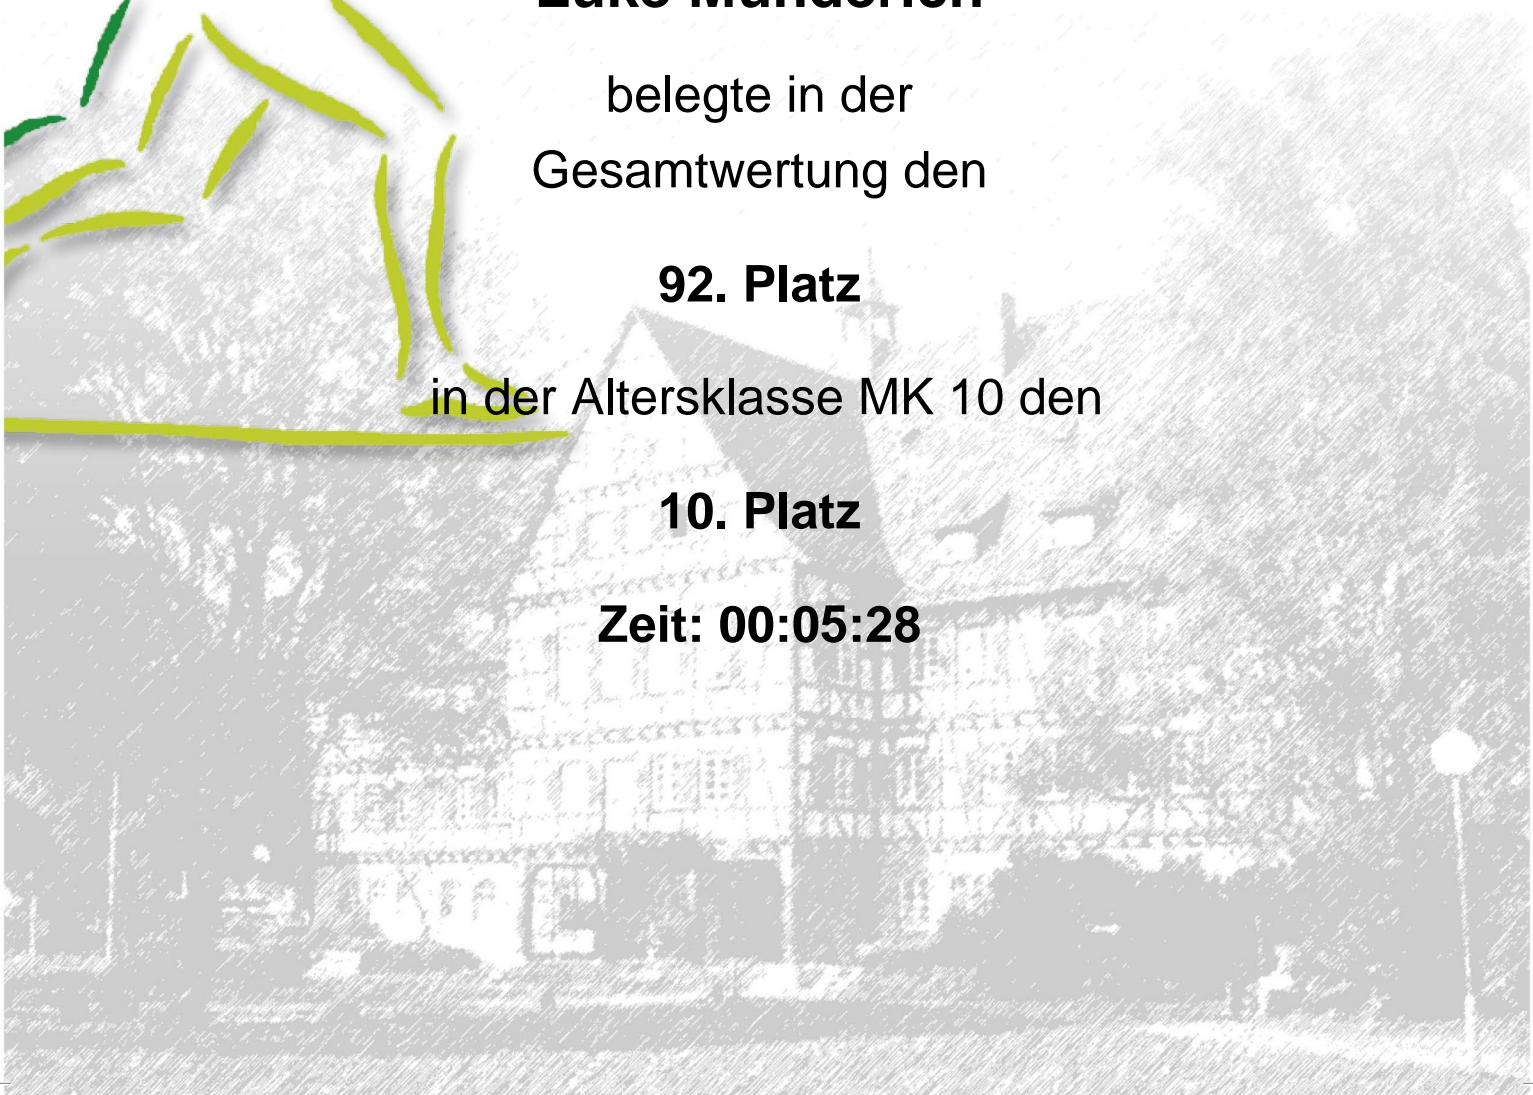 belegte in der
Gesamtwertung den
92. Platz
in der Altersklasse MK 10 den
10. Platz
Zeit: 00:05:28